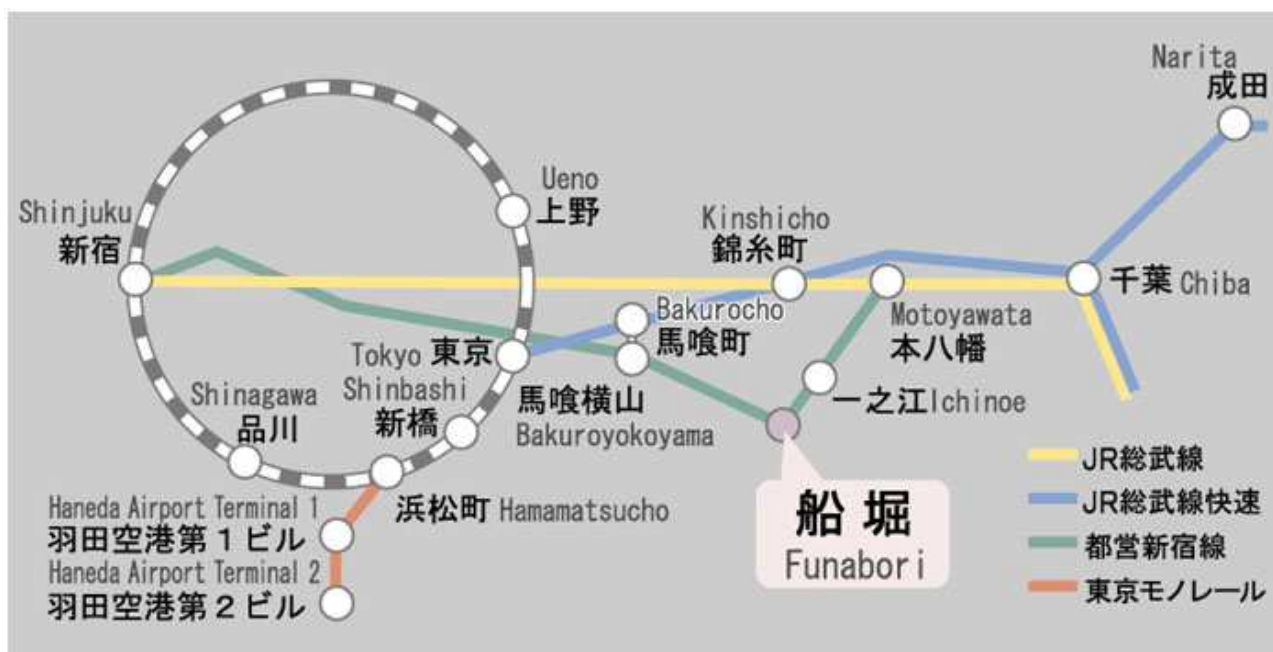 Narita
成田
Ueno
上野
Shinjuku
新宿
Kinshicho
錦糸町
千葉 Chiba
Bakurocho
馬喰町
Motoyawata
本八幡
Tokyo 東京
Shinbashi
新橋
Shinagawa
品川
馬喰横山
Bakuroyokoyama
一之江 Ichinoe
浜松町 Hamamatsucho
Haneda Airport Terminal 1
羽田空港第1ビル
Haneda Airport Terminal 2
羽田空港第2ビル
船堀
Funabori
JR総武線
JR総武線快速
都営新宿線
東京モノレール